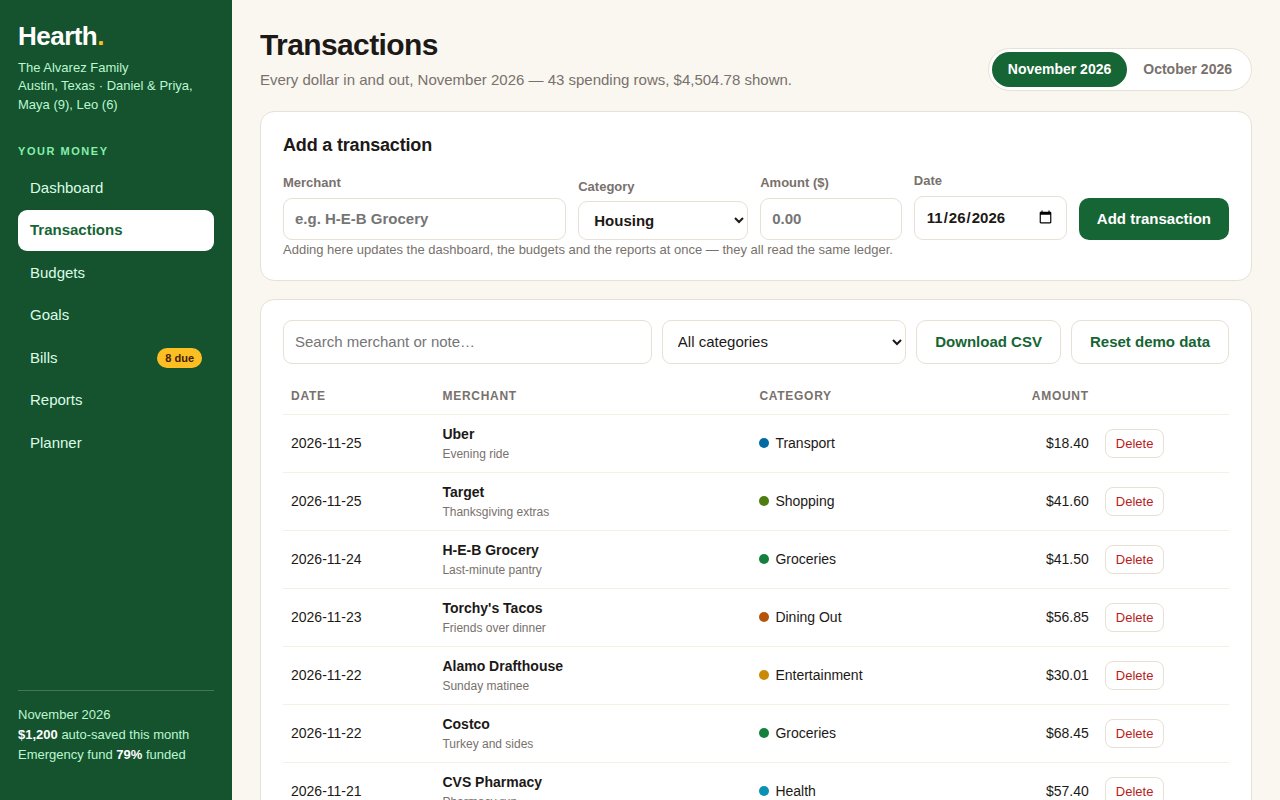 Hearth.
The Alvarez Family
Austin, Texas · Daniel & Priya,
Maya (9), Leo (6)
YOUR MONEY
Dashboard
Transactions
Budgets
Goals
Bills 8 due
Reports
Planner
November 2026
$1,200 auto-saved this month
Emergency fund 79% funded
Transactions
Every dollar in and out, November 2026 — 43 spending rows, $4,504.78 shown.
November 2026 October 2026
Add a transaction
Merchant Category Amount ($) Date
e.g. H-E-B Grocery Housing 0.00 11/26/2026 Add transaction
Adding here updates the dashboard, the budgets and the reports at once — they all read the same ledger.
Search merchant or note… All categories Download CSV Reset demo data
DATE MERCHANT CATEGORY AMOUNT
2026-11-25 Uber Transport $18.40 Delete
Evening ride
2026-11-25 Target Shopping $41.60 Delete
Thanksgiving extras
2026-11-24 H-E-B Grocery Groceries $41.50 Delete
Last-minute pantry
2026-11-23 Torchy's Tacos Dining Out $56.85 Delete
Friends over dinner
2026-11-22 Alamo Drafthouse Entertainment $30.01 Delete
Sunday matinee
2026-11-22 Costco Groceries $68.45 Delete
Turkey and sides
2026-11-21 CVS Pharmacy Health $57.40 Delete